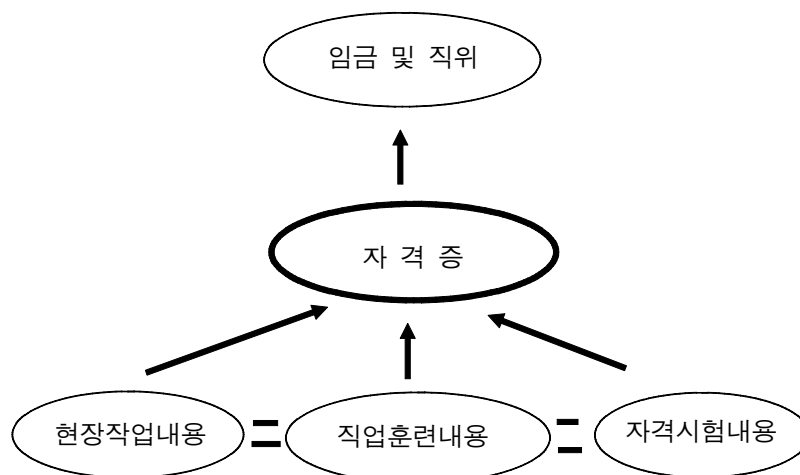 임금 및 직위
자 격 증
현장작업내용 = 직업훈련내용 = 자격시험내용